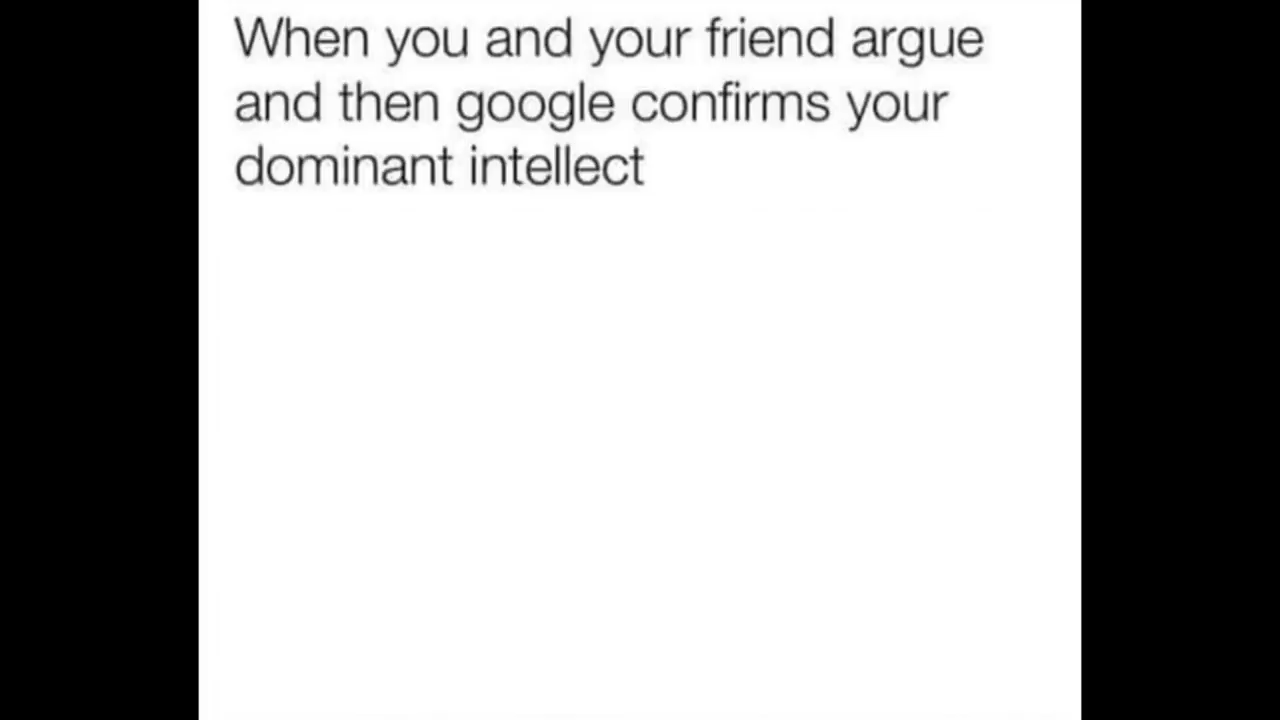 When you and your friend argue
and then google confirms your
dominant intellect